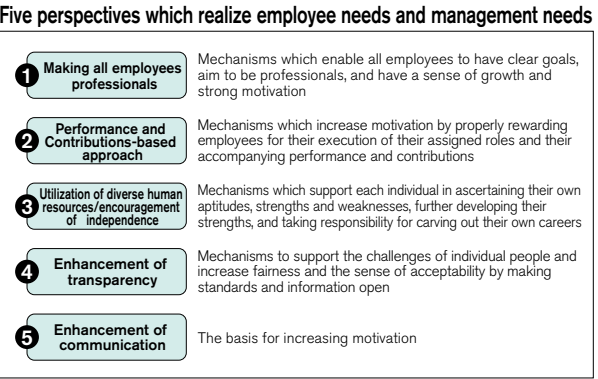 Five perspectives which realize employee needs and management needs
1 Making all employees
professionals
Mechanisms which enable all employees to have clear goals,
aim to be professionals, and have a sense of growth and
strong motivation
2 Performance and
Contributions-based
approach
Mechanisms which increase motivation by properly rewarding
employees for their execution of their assigned roles and their
accompanying performance and contributions
3 Utilization of diverse human
resources/encouragement
of independence
Mechanisms which support each individual in ascertaining their own
aptitudes, strengths and weaknesses, further developing their
strengths, and taking responsibility for carving out their own careers
4 Enhancement of
transparency
Mechanisms to support the challenges of individual people and
increase fairness and the sense of acceptability by making
standards and information open
5 Enhancement of
communication
The basis for increasing motivation